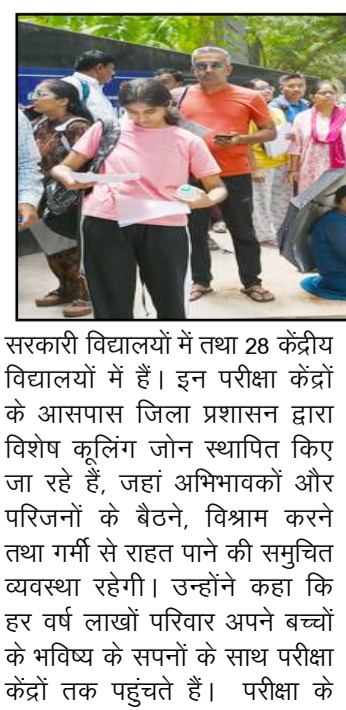 सरकारी विद्यालयों में तथा 28 केंद्रीय
विद्यालयों में हैं। इन परीक्षा केंद्रों
के आसपास जिला प्रशासन द्वारा
विशेष कूलिंग जोन स्थापित किए
जा रहे हैं, जहां अभिभावकों और
परिजनों के बैठने, विश्राम करने
तथा गर्मी से राहत पाने की समुचित
व्यवस्था रहेगी। उन्होंने कहा कि
हर वर्ष लाखों परिवार अपने बच्चों
के भविष्य के सपनों के साथ परीक्षा
केंद्रों तक पहुंचते हैं। परीक्षा के